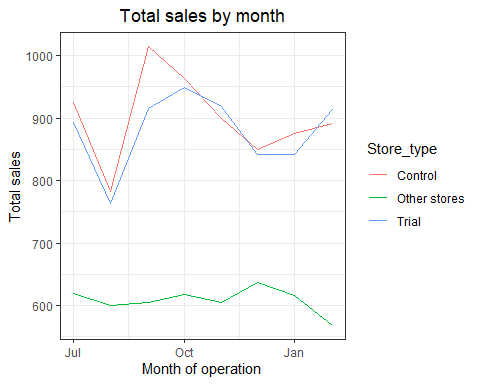 Total sales by month
Total sales
1000
900
800
700
600
Jul
Oct
Jan
Month of operation
Store_type
Control
Other stores
Trial